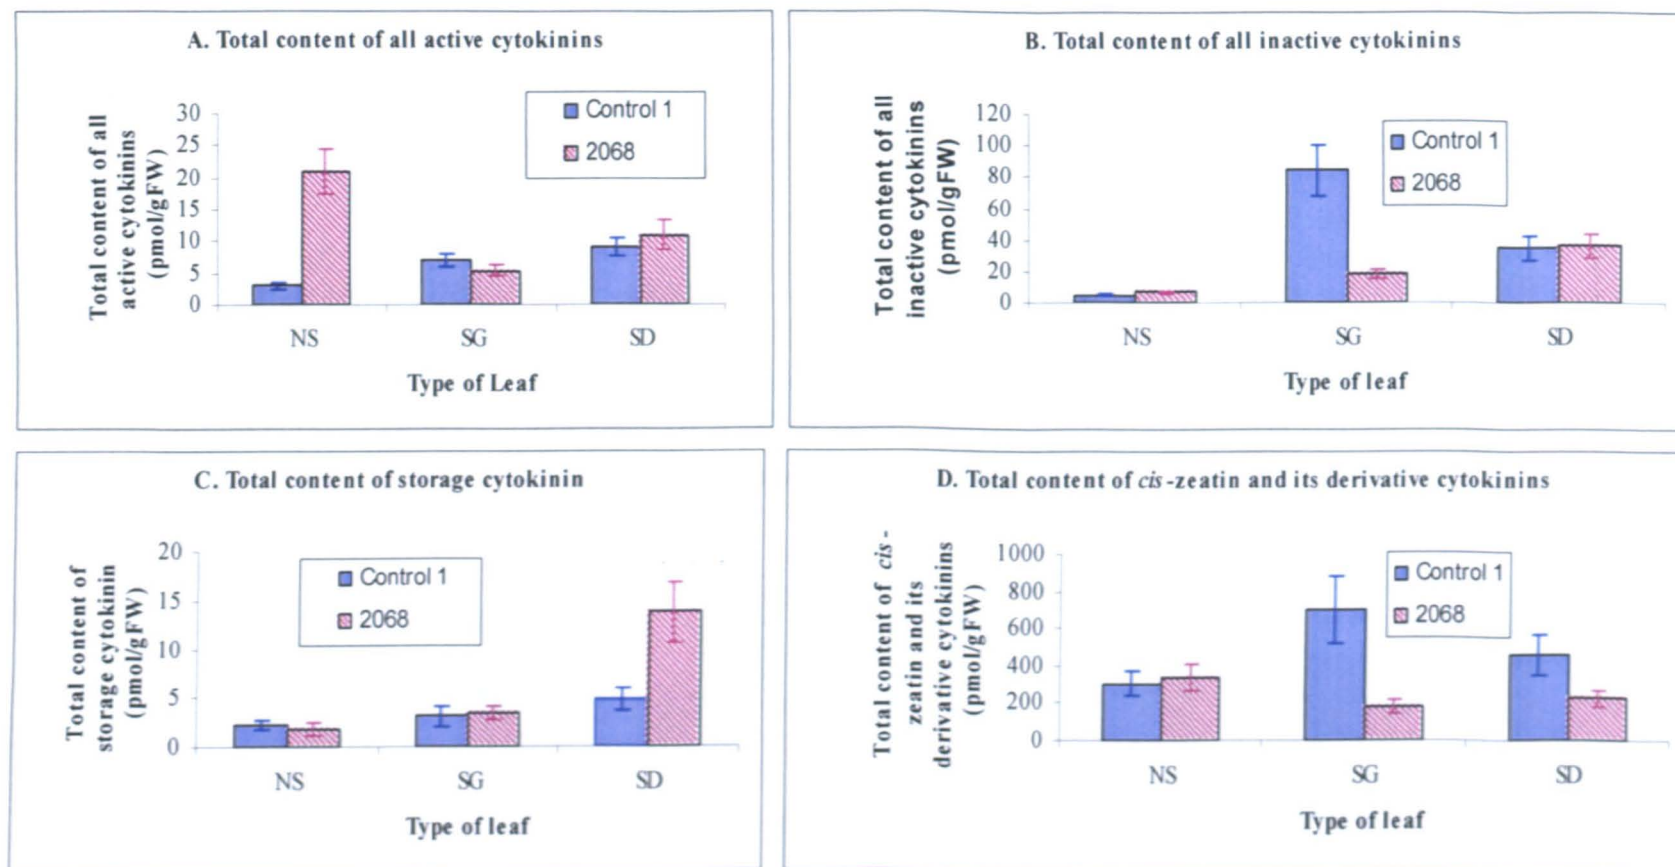 A. Total content of all active cytokinins
Total content of all
active cytokinins
(pmol/gFW)
30
25
20
15
10
5
0
Control 1
2068
NS SG SD
Type of Leaf
B. Total content of all inactive cytokinins
Total content of all
inactive cytokinins
(pmol/gFW)
120
100
80
60
40
20
0
Control 1
2068
NS SG SD
Type of leaf
C. Total content of storage cytokinin
Total content of
storage cytokinin
(pmol/gFW)
20
15
10
5
0
Control 1
2068
NS SG SD
Type of leaf
D. Total content of cis-zeatin and its derivative cytokinins
Total content of cis-
zeatin and its
derivative cytokinins
(pmol/gFW)
1000
800
600
400
200
0
Control 1
2068
NS SG SD
Type of leaf